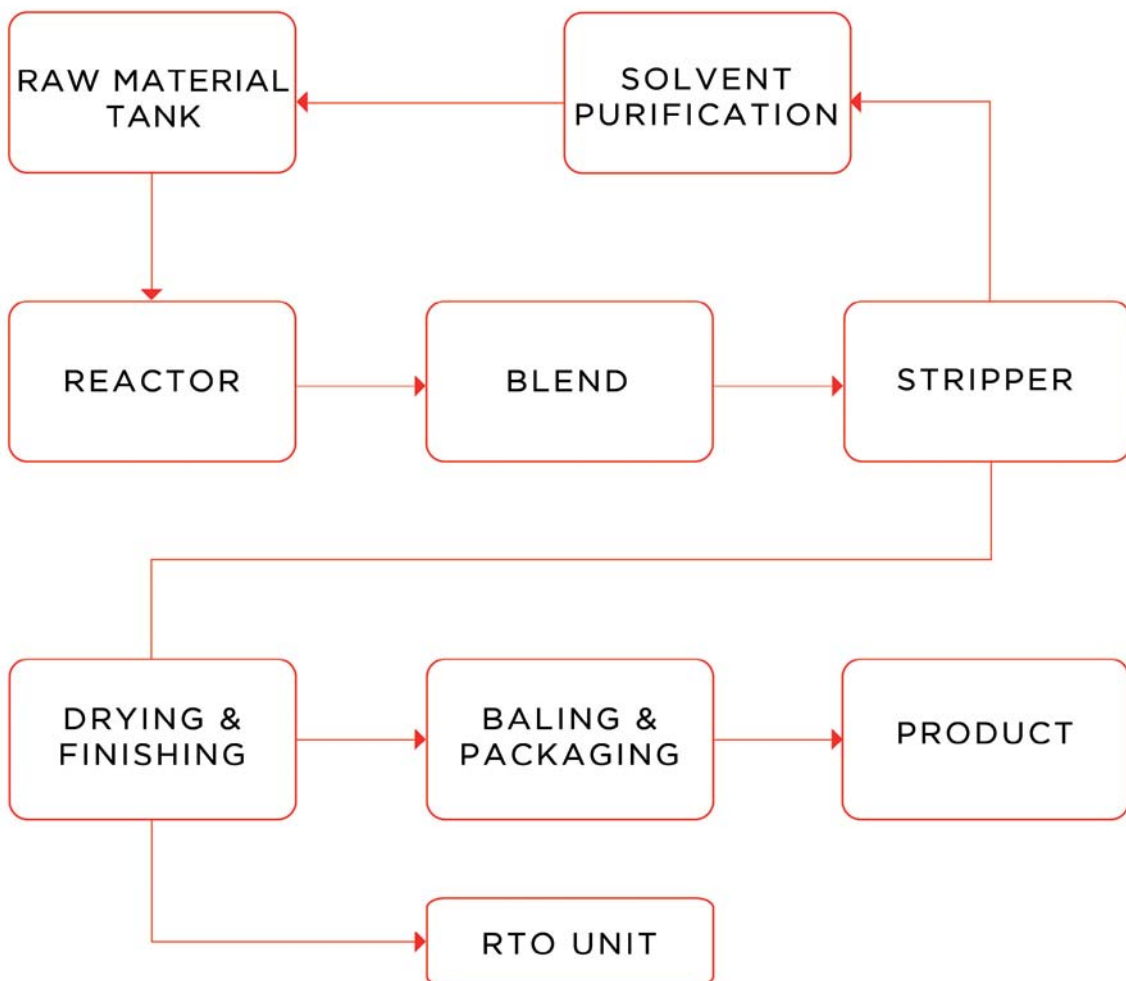 RAW MATERIAL
TANK
SOLVENT
PURIFICATION
REACTOR
BLEND
STRIPPER
DRYING &
FINISHING
BALING &
PACKAGING
PRODUCT
RTO UNIT